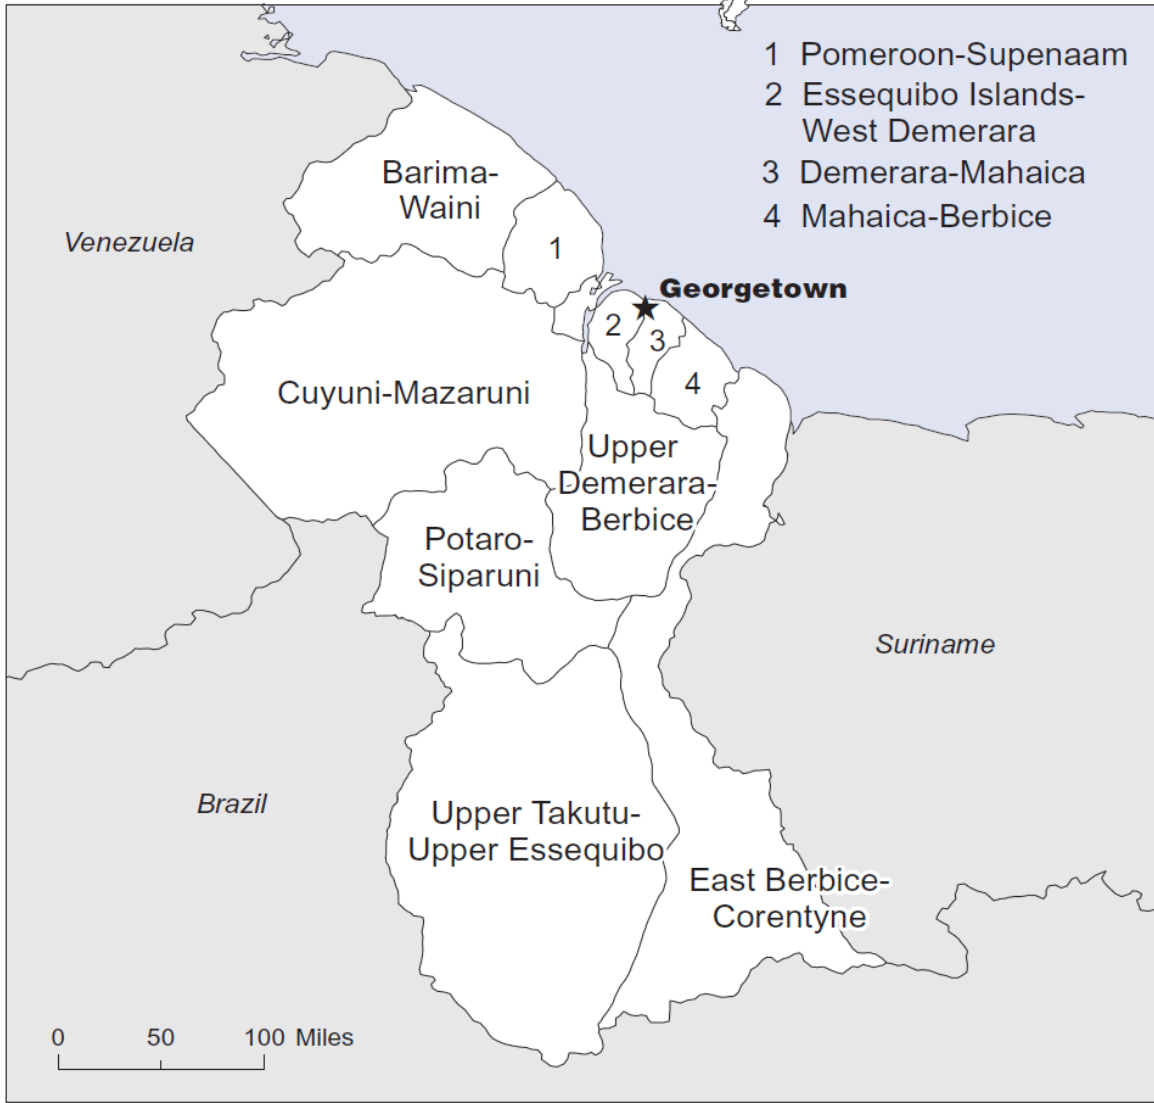 1 Pomeroon-Supenaam
2 Essequibo Islands-
West Demerara
3 Demerara-Mahaica
4 Mahaica-Berbice
Barima-
Waini
Venezuela
1
Georgetown
2
3
4
Cuyuni-Mazaruni
Upper
Demerara-
Berbice
Potaro-
Siparuni
Suriname
Brazil
Upper Takutu-
Upper Essequibo
East Berbice-
Corentyne
0 50 100 Miles